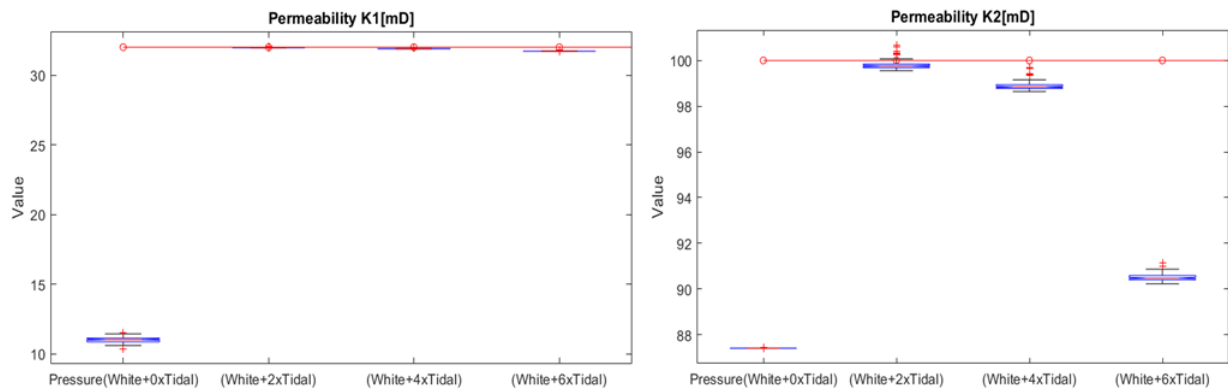 Permeability K1[mD]
30
25
20
15
10
Value
Pressure(White+0xTidal) (White+2xTidal) (White+4xTidal) (White+6xTidal)
Permeability K2[mD]
100
98
96
94
92
90
88
Value
Pressure(White+0xTidal) (White+2xTidal) (White+4xTidal) (White+6xTidal)